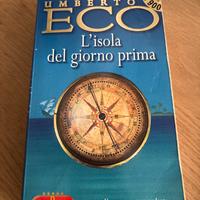 UMBERTO
900
ECO
L'isola
del giorno prima